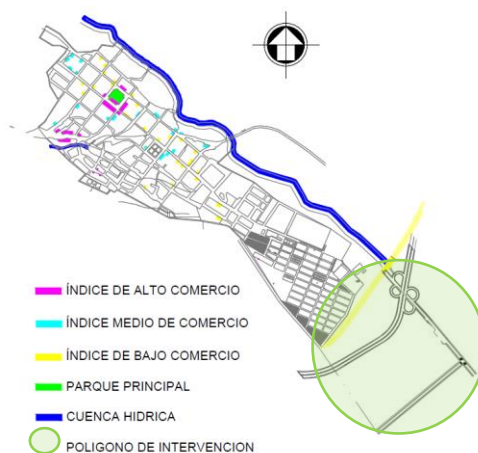 ÍNDICE DE ALTO COMERCIO
ÍNDICE MEDIO DE COMERCIO
ÍNDICE DE BAJO COMERCIO
PARQUE PRINCIPAL
CUENCA HIDRICA
POLIGONO DE INTERVENCION